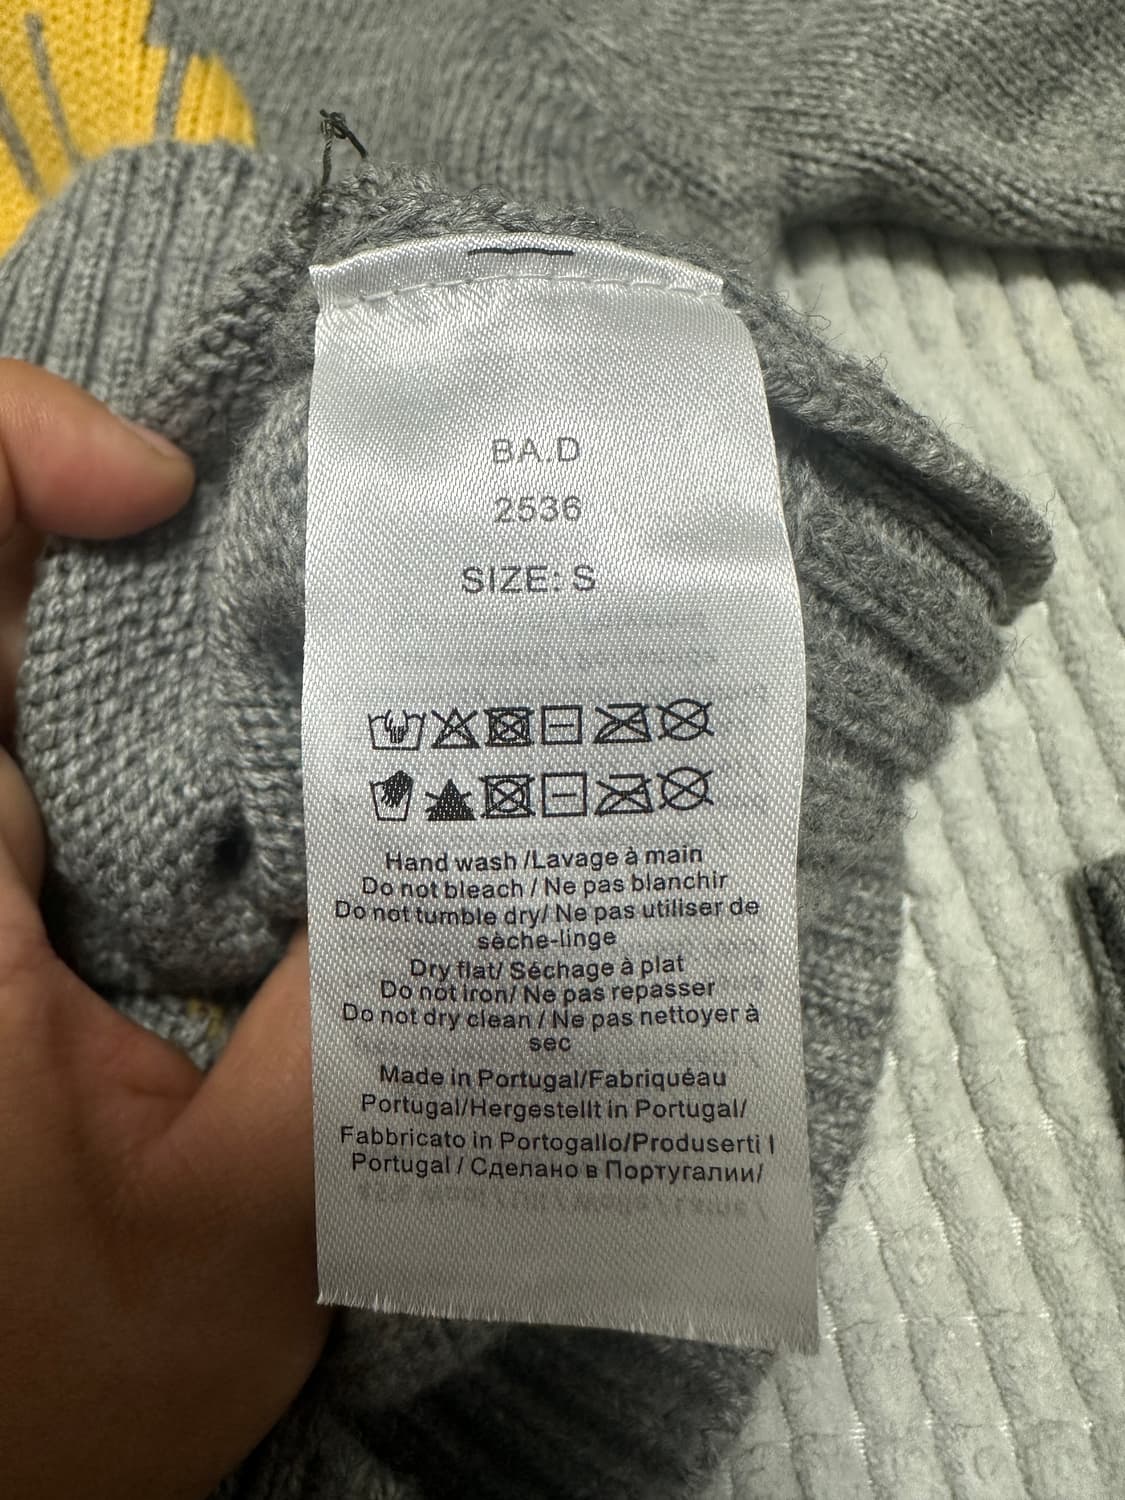 BA.D
2536
SIZE: S
Hand wash /Lavage à main
Do not bleach / Ne pas blanchir
Do not tumble dry/ Ne pas utiliser de
sèche-linge
Dry flat/ Séchage à plat
Do not iron/ Ne pas repasser
Do not dry clean / Ne pas nettoyer à
sec
Made in Portugal/Fabriquéau
Portugal/Hergestellt in Portugal/
Fabbricato in Portogallo/Produserti I
Portugal / Сделано в Португалии/